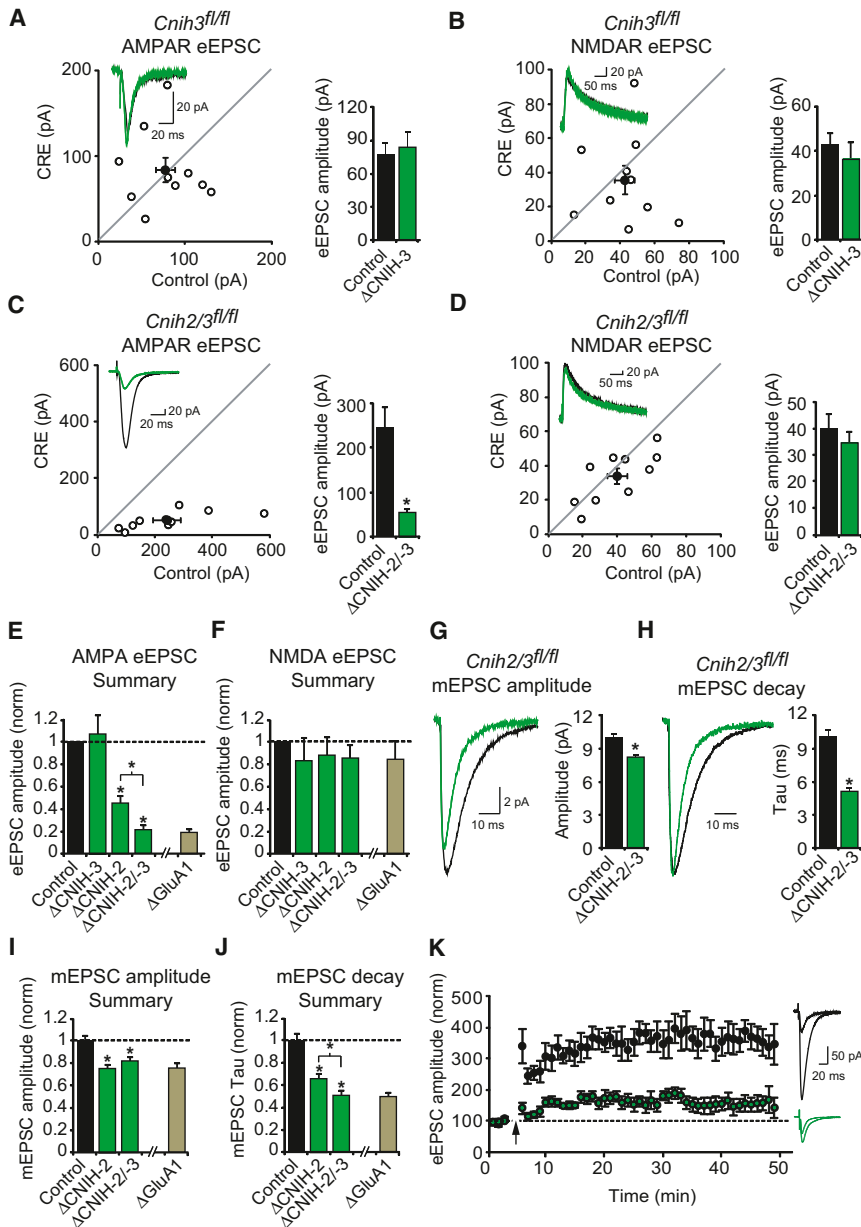 A
Cnih3fl/fl
AMPAR eEPSC
CRE (pA)
200
100
0
0
100
200
Control (pA)
20 pA
20 ms
eEPSC amplitude (pA)
120
90
60
30
0
Control
ΔCNIH-3
B
Cnih3fl/fl
NMDAR eEPSC
CRE (pA)
100
80
60
40
20
0
0
20
40
60
80
100
Control (pA)
20 pA
50 ms
eEPSC amplitude (pA)
60
40
20
0
Control
ΔCNIH-3
C
Cnih2/3fl/fl
AMPAR eEPSC
CRE (pA)
600
400
200
0
0
200
400
600
Control (pA)
20 pA
20 ms
eEPSC amplitude (pA)
300
200
100
0
*
Control
ΔCNIH-2/-3
D
Cnih2/3fl/fl
NMDAR eEPSC
CRE (pA)
100
80
60
40
20
0
0
20
40
60
80
100
Control (pA)
20 pA
50 ms
eEPSC amplitude (pA)
50
40
30
20
10
0
Control
ΔCNIH-2/-3
E
AMPA eEPSC
Summary
eEPSC ampitude (norm)
1.2
1
0.8
0.6
0.4
0.2
0
*
*
*
Control
ΔCNIH-3
ΔCNIH-2
ΔCNIH-2/-3
ΔGluA1
F
NMDA eEPSC
Summary
eEPSC amplitude (norm)
1.2
1
0.8
0.6
0.4
0.2
0
Control
ΔCNIH-3
ΔCNIH-2
ΔCNIH-2/-3
ΔGluA1
G
Cnih2/3fl/fl
mEPSC amplitude
2 pA
10 ms
Amplitude (pA)
12
9
6
3
0
*
Control
ΔCNIH-2/-3
H
Cnih2/3fl/fl
mEPSC decay
10 ms
Tau (ms)
12
9
6
3
0
*
Control
ΔCNIH-2/-3
I
mEPSC amplitude
Summary
mEPSC amplitude (norm)
1.2
1
0.8
0.6
0.4
0.2
0
*
*
Control
ΔCNIH-2
ΔCNIH-2/-3
ΔGluA1
J
mEPSC decay
Summary
mEPSC Tau (norm)
1.2
1
0.8
0.6
0.4
0.2
0
*
*
*
Control
ΔCNIH-2
ΔCNIH-2/-3
ΔGluA1
K
eEPSC amplitude (norm)
500
400
300
200
100
0
0
10
20
30
40
50
Time (min)
50 pA
20 ms